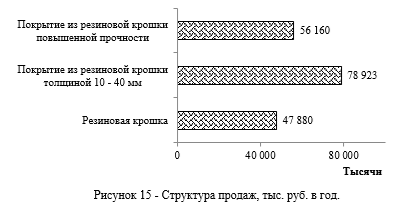 Покрытие из резиновой крошки
повышенной прочности
56 160
Покрытие из резиновой крошки
толщиной 10 - 40 мм
78 923
Резиновая крошка
47 880
0
40 000
80 000
Тысячи
Рисунок 15 - Структура продаж, тыс. руб. в год.